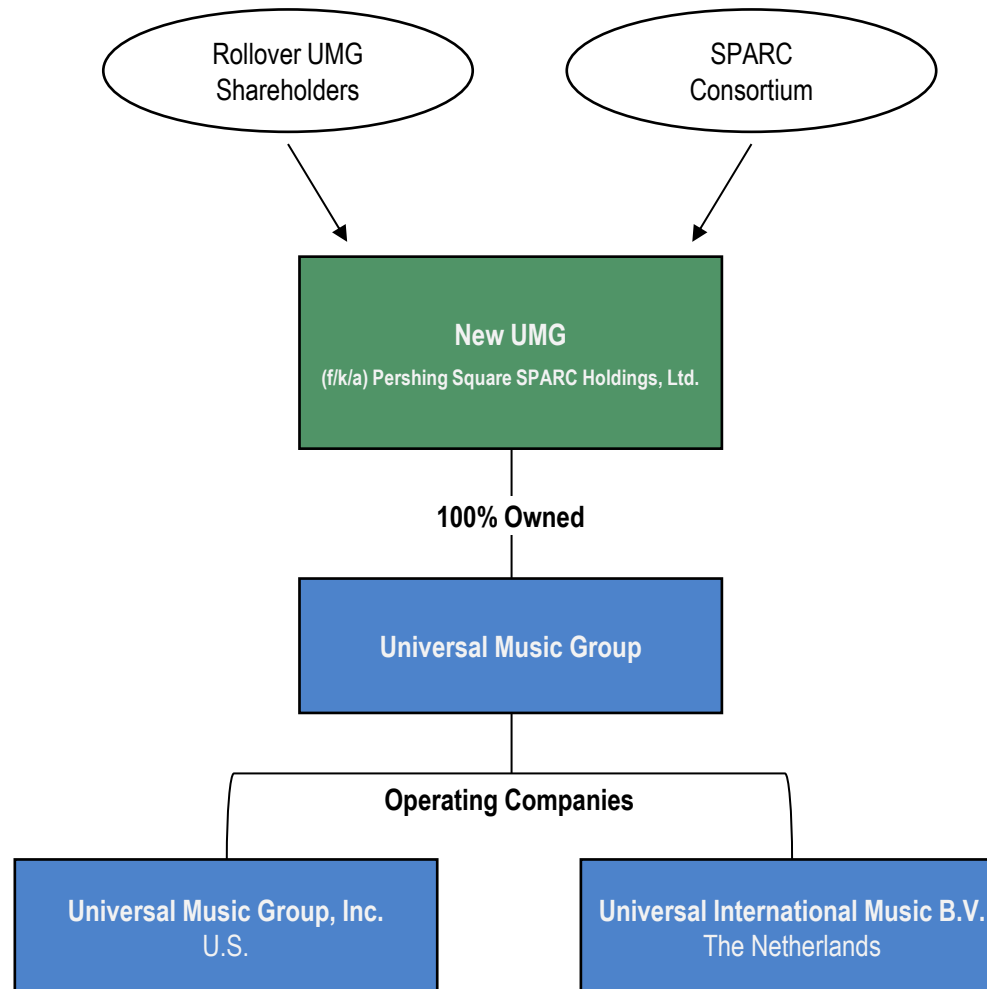 Rollover UMG
Shareholders
SPARC
Consortium
New UMG
(f/k/a) Pershing Square SPARC Holdings, Ltd.
100% Owned
Universal Music Group
Operating Companies
Universal Music Group, Inc.
U.S.
Universal International Music B.V.
The Netherlands